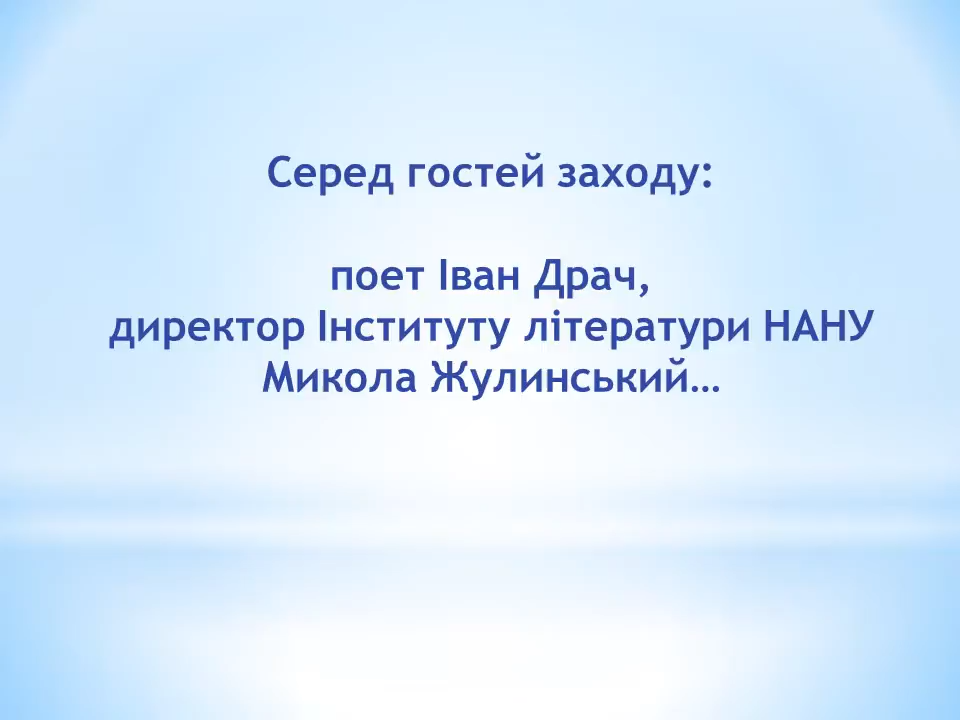 Серед гостей заходу:
поет Іван Драч,
директор Інституту літератури НАНУ
Микола Жулинський…